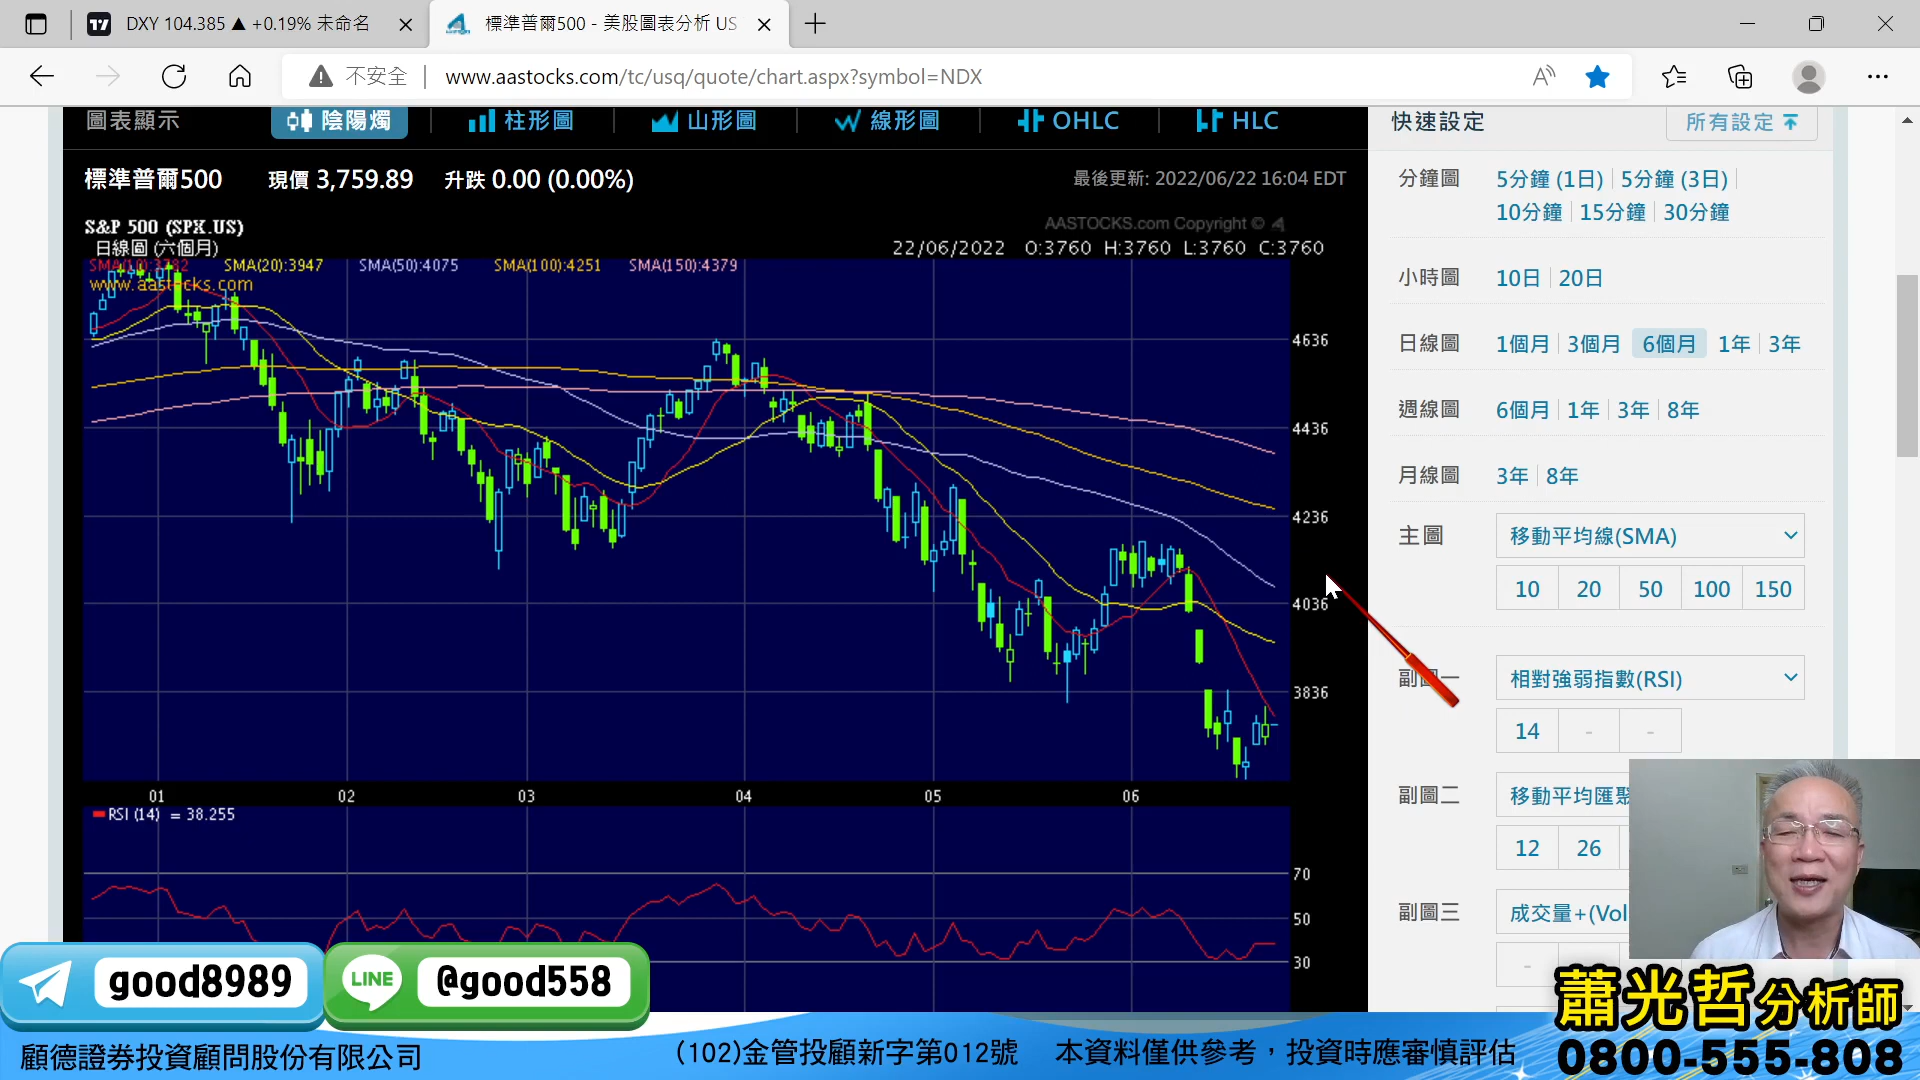 DXY 104.385 ▲ +0.19% 未命名
標準普爾500 - 美股圖表分析 US
不安全
www.aastocks.com/tc/usq/quote/chart.aspx?symbol=NDX
圖表顯示
陰陽燭
柱形圖
山形圖
線形圖
OHLC
HLC
快速設定
所有設定
標準普爾500 現價 3,759.89 升跌 0.00 (0.00%)
最後更新: 2022/06/22 16:04 EDT
S&P 500 (SPX.US)
AASTOCKS.com Copyright ©
日線圖 (六個月)
22/06/2022 O:3760 H:3760 L:3760 C:3760
SMA(10):3782 SMA(20):3947 SMA(50):4075 SMA(100):4251 SMA(150):4379
www.aastocks.com
4636
4436
4236
4036
3836
01 02 03 04 05 06
RSI (14) = 38.255
70
50
30
分鐘圖 5分鐘 (1日) 5分鐘 (3日)
10分鐘 15分鐘 30分鐘
小時圖 10日 20日
日線圖 1個月 3個月 6個月 1年 3年
週線圖 6個月 1年 3年 8年
月線圖 3年 8年
主圖 移動平均線(SMA)
10 20 50 100 150
副圖一 相對強弱指數(RSI)
14 - -
副圖二 移動平均匯
12 26
副圖三 成交量+(Vol
-
good8989
LINE @good558
蕭光哲分析師
0800-555-808
顧德證券投資顧問股份有限公司
(102)金管投顧新字第012號 本資料僅供參考，投資時應審慎評估